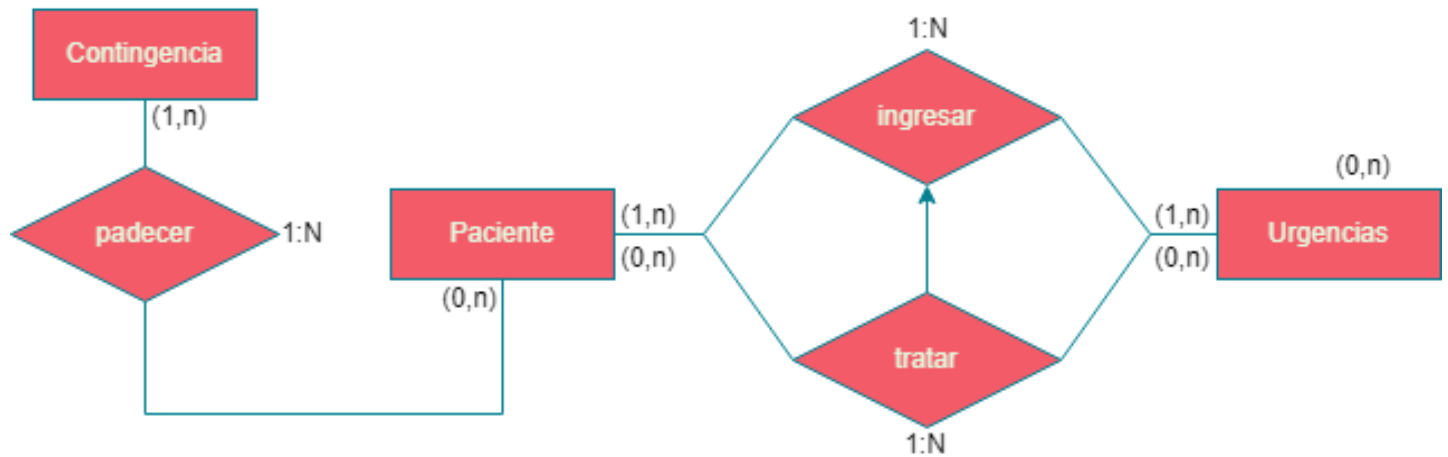 Contingencia
(1,n)
padecer
1:N
Paciente
(0,n)
(1,n)
(0,n)
1:N
ingresar
tratar
1:N
(1,n)
(0,n)
(0,n)
Urgencias